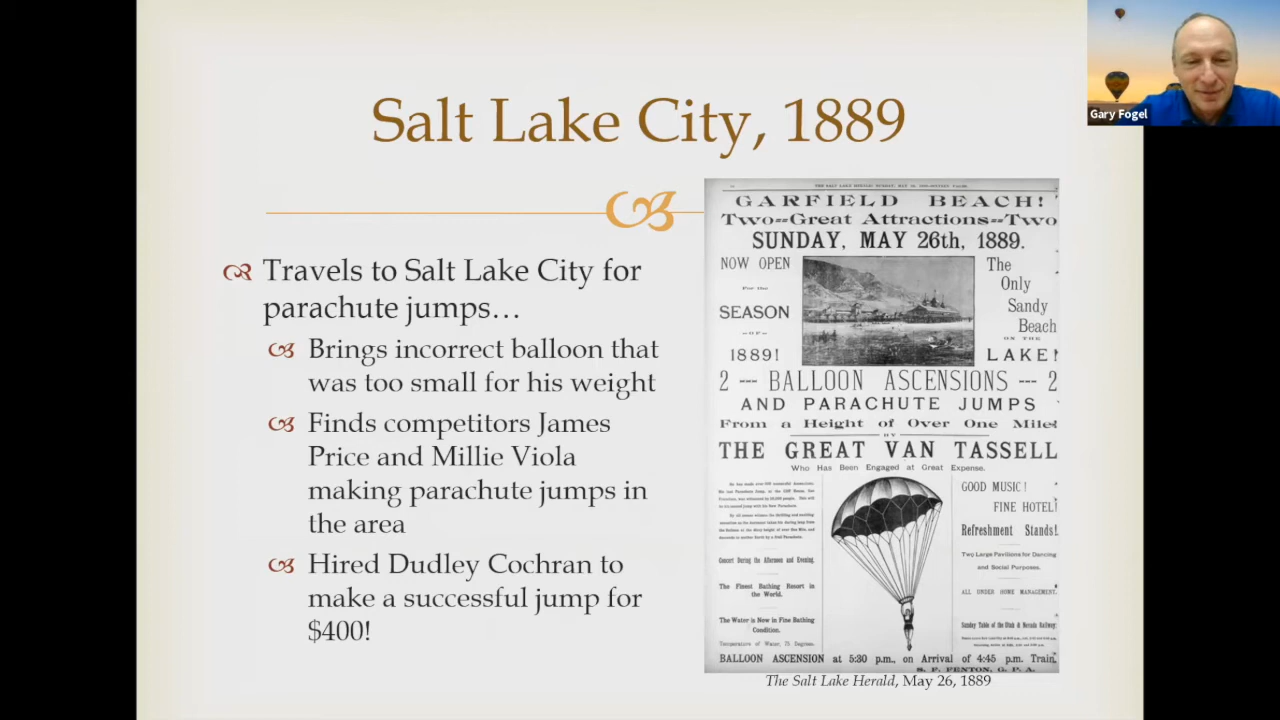 Salt Lake City, 1889
Travels to Salt Lake City for
parachute jumps…
Brings incorrect balloon that
was too small for his weight
Finds competitors James
Price and Millie Viola
making parachute jumps in
the area
Hired Dudley Cochran to
make a successful jump for
$400!
GARFIELD BEACH!
Two--Great Attractions--Two
SUNDAY, MAY 26th, 1889.
NOW OPEN
For the
SEASON
-OF-
1889!
The
Only
Sandy
Beach
ON THE
LAKE!
2 --- BALLOON ASCENSIONS --- 2
AND PARACHUTE JUMPS
From a Height of Over One Mile!
BY
THE GREAT VAN TASSELL
Who Has Been Engaged at Great Expense.
Concert During the Afternoon and Evening.
The Finest Bathing Resort in
the World.
The Water is Now in Fine Bathing
Condition.
Temperature of Water, 75 Degrees.
GOOD MUSIC!
FINE HOTEL!
Refreshment Stands!
Two Large Pavilions for Dancing
and Social Purposes.
ALL UNDER HOME MANAGEMENT.
Sunday Table of the Utah & Nevada Railway:
BALLOON ASCENSION at 5:30 p.m., on Arrival of 4:45 p.m. Train.
S. F. FENTON, G. P. A.
The Salt Lake Herald, May 26, 1889
Gary Fogel